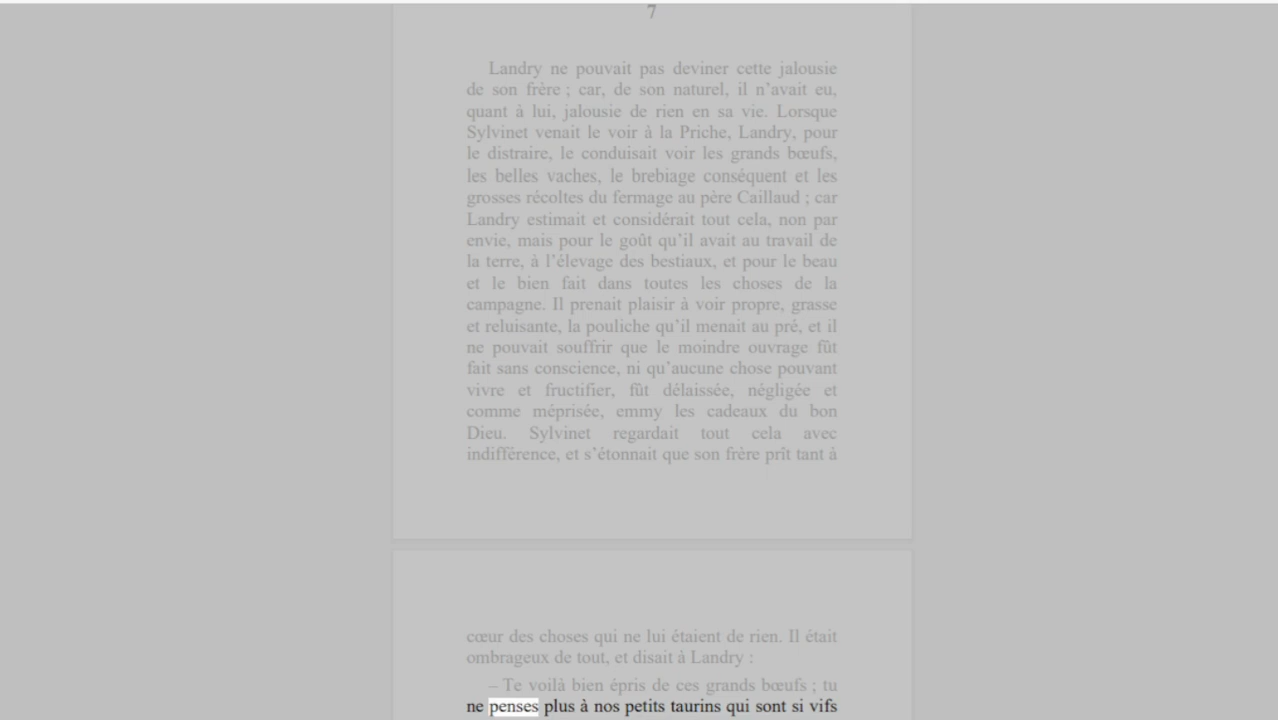 7
Landry ne pouvait pas deviner cette jalousie
de son frère ; car, de son naturel, il n’avait eu,
quant à lui, jalousie de rien en sa vie. Lorsque
Sylvinet venait le voir à la Priche, Landry, pour
le distraire, le conduisait voir les grands bœufs,
les belles vaches, le brebiage conséquent et les
grosses récoltes du fermage au père Caillaud ; car
Landry estimait et considérait tout cela, non par
envie, mais pour le goût qu’il avait au travail de
la terre, à l’élevage des bestiaux, et pour le beau
et le bien fait dans toutes les choses de la
campagne. Il prenait plaisir à voir propre, grasse
et reluisante, la pouliche qu’il menait au pré, et il
ne pouvait souffrir que le moindre ouvrage fût
fait sans conscience, ni qu’aucune chose pouvant
vivre et fructifier, fût délaissée, négligée et
comme méprisée, emmy les cadeaux du bon
Dieu. Sylvinet regardait tout cela avec
indifférence, et s’étonnait que son frère prît tant à
cœur des choses qui ne lui étaient de rien. Il était
ombrageux de tout, et disait à Landry :
– Te voilà bien épris de ces grands bœufs ; tu
ne penses plus à nos petits taurins qui sont si vifs